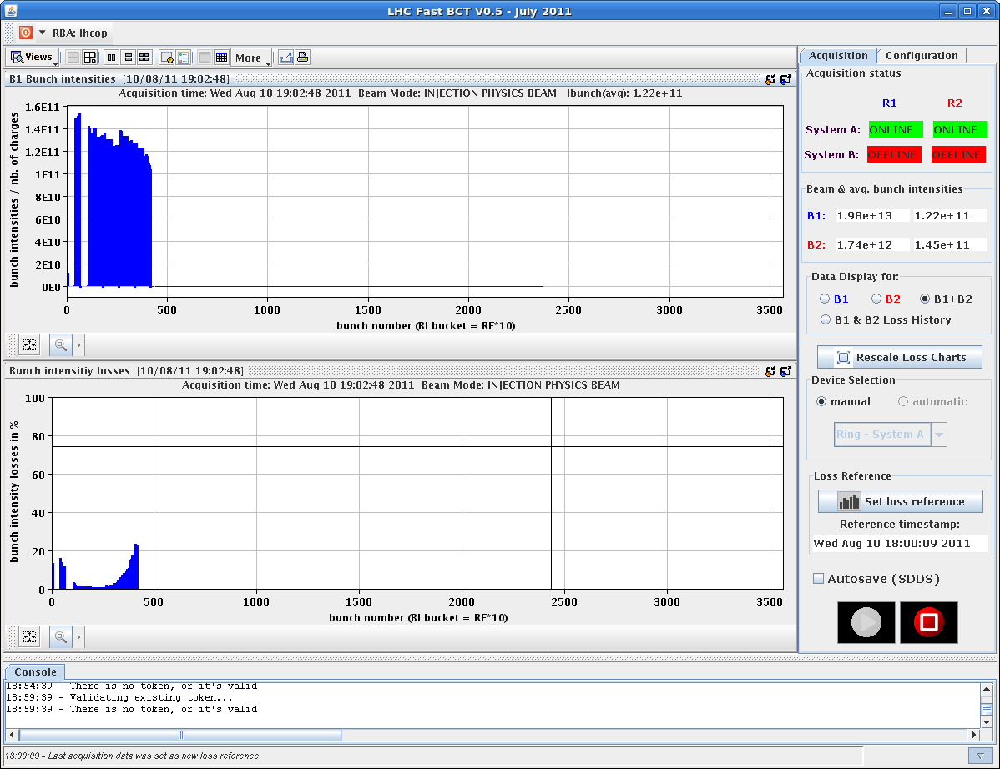 LHC Fast BCT V0.5 - July 2011
RBA: lhcop
Views
More
B1 Bunch intensities [10/08/11 19:02:48]
Acquisition time: Wed Aug 10 19:02:48 2011 Beam Mode: INJECTION PHYSICS BEAM Ibunch(avg): 1.22e+11
bunch intensities / nb. of charges
1.6E11
1.4E11
1.2E11
1E11
8E10
6E10
4E10
2E10
0E0
0 500 1000 1500 2000 2500 3000 3500
bunch number (BI bucket = RF*10)
Bunch intensitiy losses [10/08/11 19:02:48]
Acquisition time: Wed Aug 10 19:02:48 2011 Beam Mode: INJECTION PHYSICS BEAM
bunch intensity losses in %
100
80
60
40
20
0
0 500 1000 1500 2000 2500 3000 3500
bunch number (BI bucket = RF*10)
Acquisition Configuration
Acquisition status
R1 R2
System A: ONLINE ONLINE
System B: OFFLINE OFFLINE
Beam & avg. bunch intensities
B1: 1.98e+13 1.22e+11
B2: 1.74e+12 1.45e+11
Data Display for:
B1 B2 B1+B2
B1 & B2 Loss History
Rescale Loss Charts
Device Selection
manual automatic
Ring - System A
Loss Reference
Set loss reference
Reference timestamp:
Wed Aug 10 18:00:09 2011
Autosave (SDDS)
Console
18:54:39 - There is no token, or it's valid
18:59:39 - Validating existing token...
18:59:39 - There is no token, or it's valid
18:00:09 - Last acquisition data was set as new loss reference.